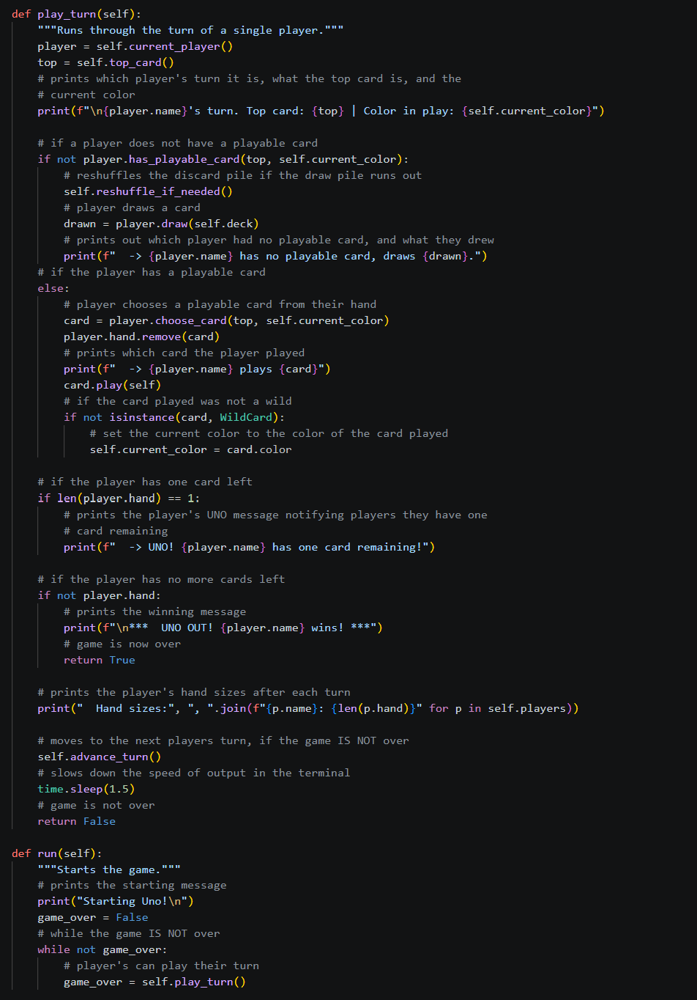 def play_turn(self):
    """Runs through the turn of a single player."""
    player = self.current_player()
    top = self.top_card()
    # prints which player's turn it is, what the top card is, and the
    # current color
    print(f"\n{player.name}'s turn. Top card: {top} | Color in play: {self.current_color}")

    # if a player does not have a playable card
    if not player.has_playable_card(top, self.current_color):
        # reshuffles the discard pile if the draw pile runs out
        self.reshuffle_if_needed()
        # player draws a card
        drawn = player.draw(self.deck)
        # prints out which player had no playable card, and what they drew
        print(f"  -> {player.name} has no playable card, draws {drawn}.")
    # if the player has a playable card
    else:
        # player chooses a playable card from their hand
        card = player.choose_card(top, self.current_color)
        player.hand.remove(card)
        # prints which card the player played
        print(f"  -> {player.name} plays {card}")
        card.play(self)
        # if the card played was not a wild
        if not isinstance(card, WildCard):
            # set the current color to the color of the card played
            self.current_color = card.color

    # if the player has one card left
    if len(player.hand) == 1:
        # prints the player's UNO message notifying players they have one
        # card remaining
        print(f"  -> UNO! {player.name} has one card remaining!")

    # if the player has no more cards left
    if not player.hand:
        # prints the winning message
        print(f"\n***  UNO OUT! {player.name} wins! ***")
        # game is now over
        return True

    # prints the player's hand sizes after each turn
    print("  Hand sizes:", ", ".join(f"{p.name}: {len(p.hand)}" for p in self.players))

    # moves to the next players turn, if the game IS NOT over
    self.advance_turn()
    # slows down the speed of output in the terminal
    time.sleep(1.5)
    # game is not over
    return False

def run(self):
    """Starts the game."""
    # prints the starting message
    print("Starting Uno!\n")
    game_over = False
    # while the game IS NOT over
    while not game_over:
        # player's can play their turn
        game_over = self.play_turn()